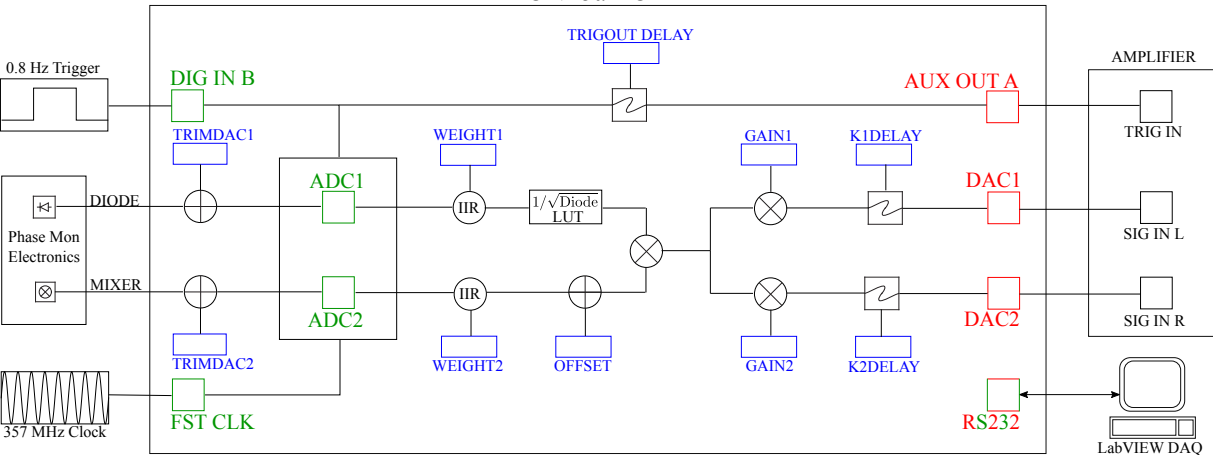 TRIGOUT DELAY
0.8 Hz Trigger
DIG IN B
AUX OUT A
AMPLIFIER
TRIG IN
TRIMDAC1
WEIGHT1
GAIN1
K1DELAY
DIODE
ADC1
IIR
1/√Diode
LUT
DAC1
SIG IN L
Phase Mon
Electronics
MIXER
ADC2
IIR
DAC2
SIG IN R
TRIMDAC2
WEIGHT2
OFFSET
GAIN2
K2DELAY
FST CLK
357 MHz Clock
RS232
LabVIEW DAQ